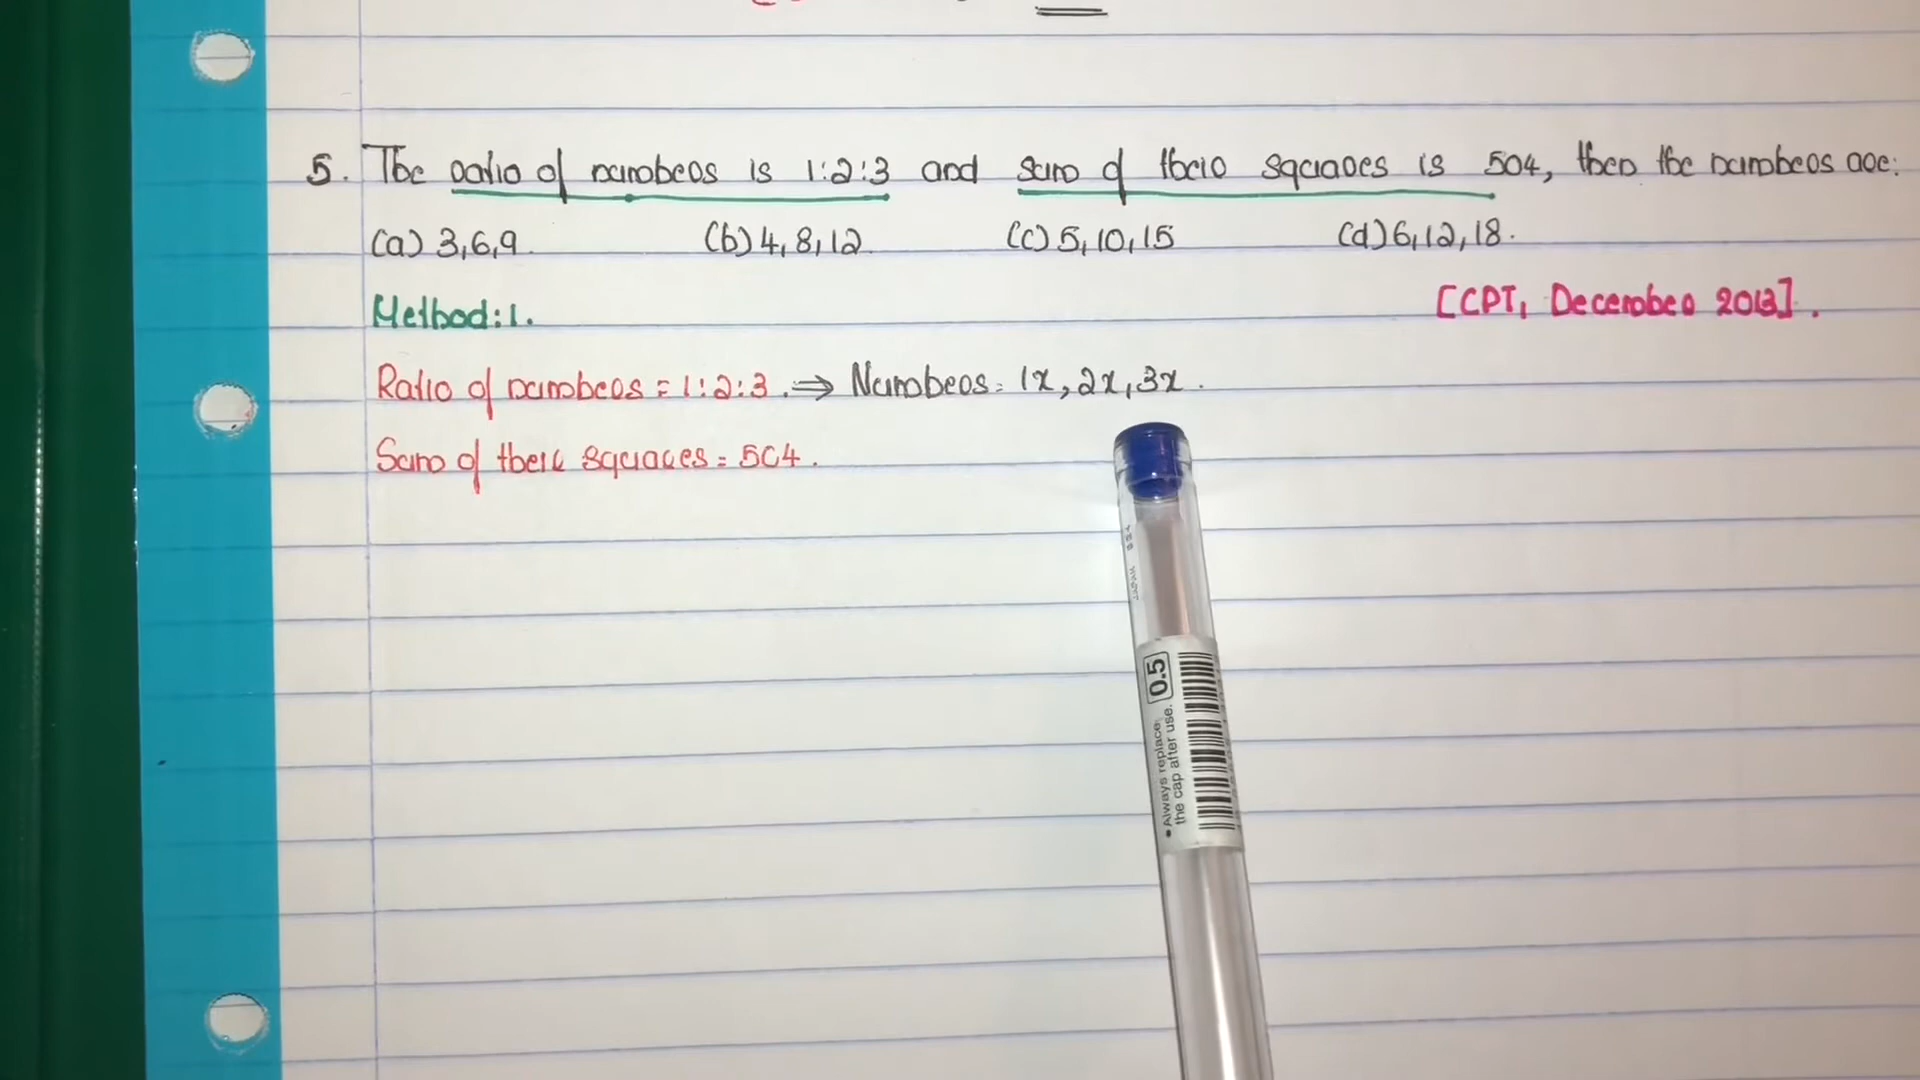 5. The ratio of numbers is 1:2:3 and sum of their squares is 504, then the numbers are:
(a) 3,6,9. (b) 4,8,12 (c) 5,10,15 (d) 6,12,18.
Method:1. [CPT, December 2013].
Ratio of numbers = 1:2:3. ⇒ Numbers = 1x, 2x, 3x.
Sum of their squares = 504.
JAPAN
0.5
• Always replace
the cap after use.